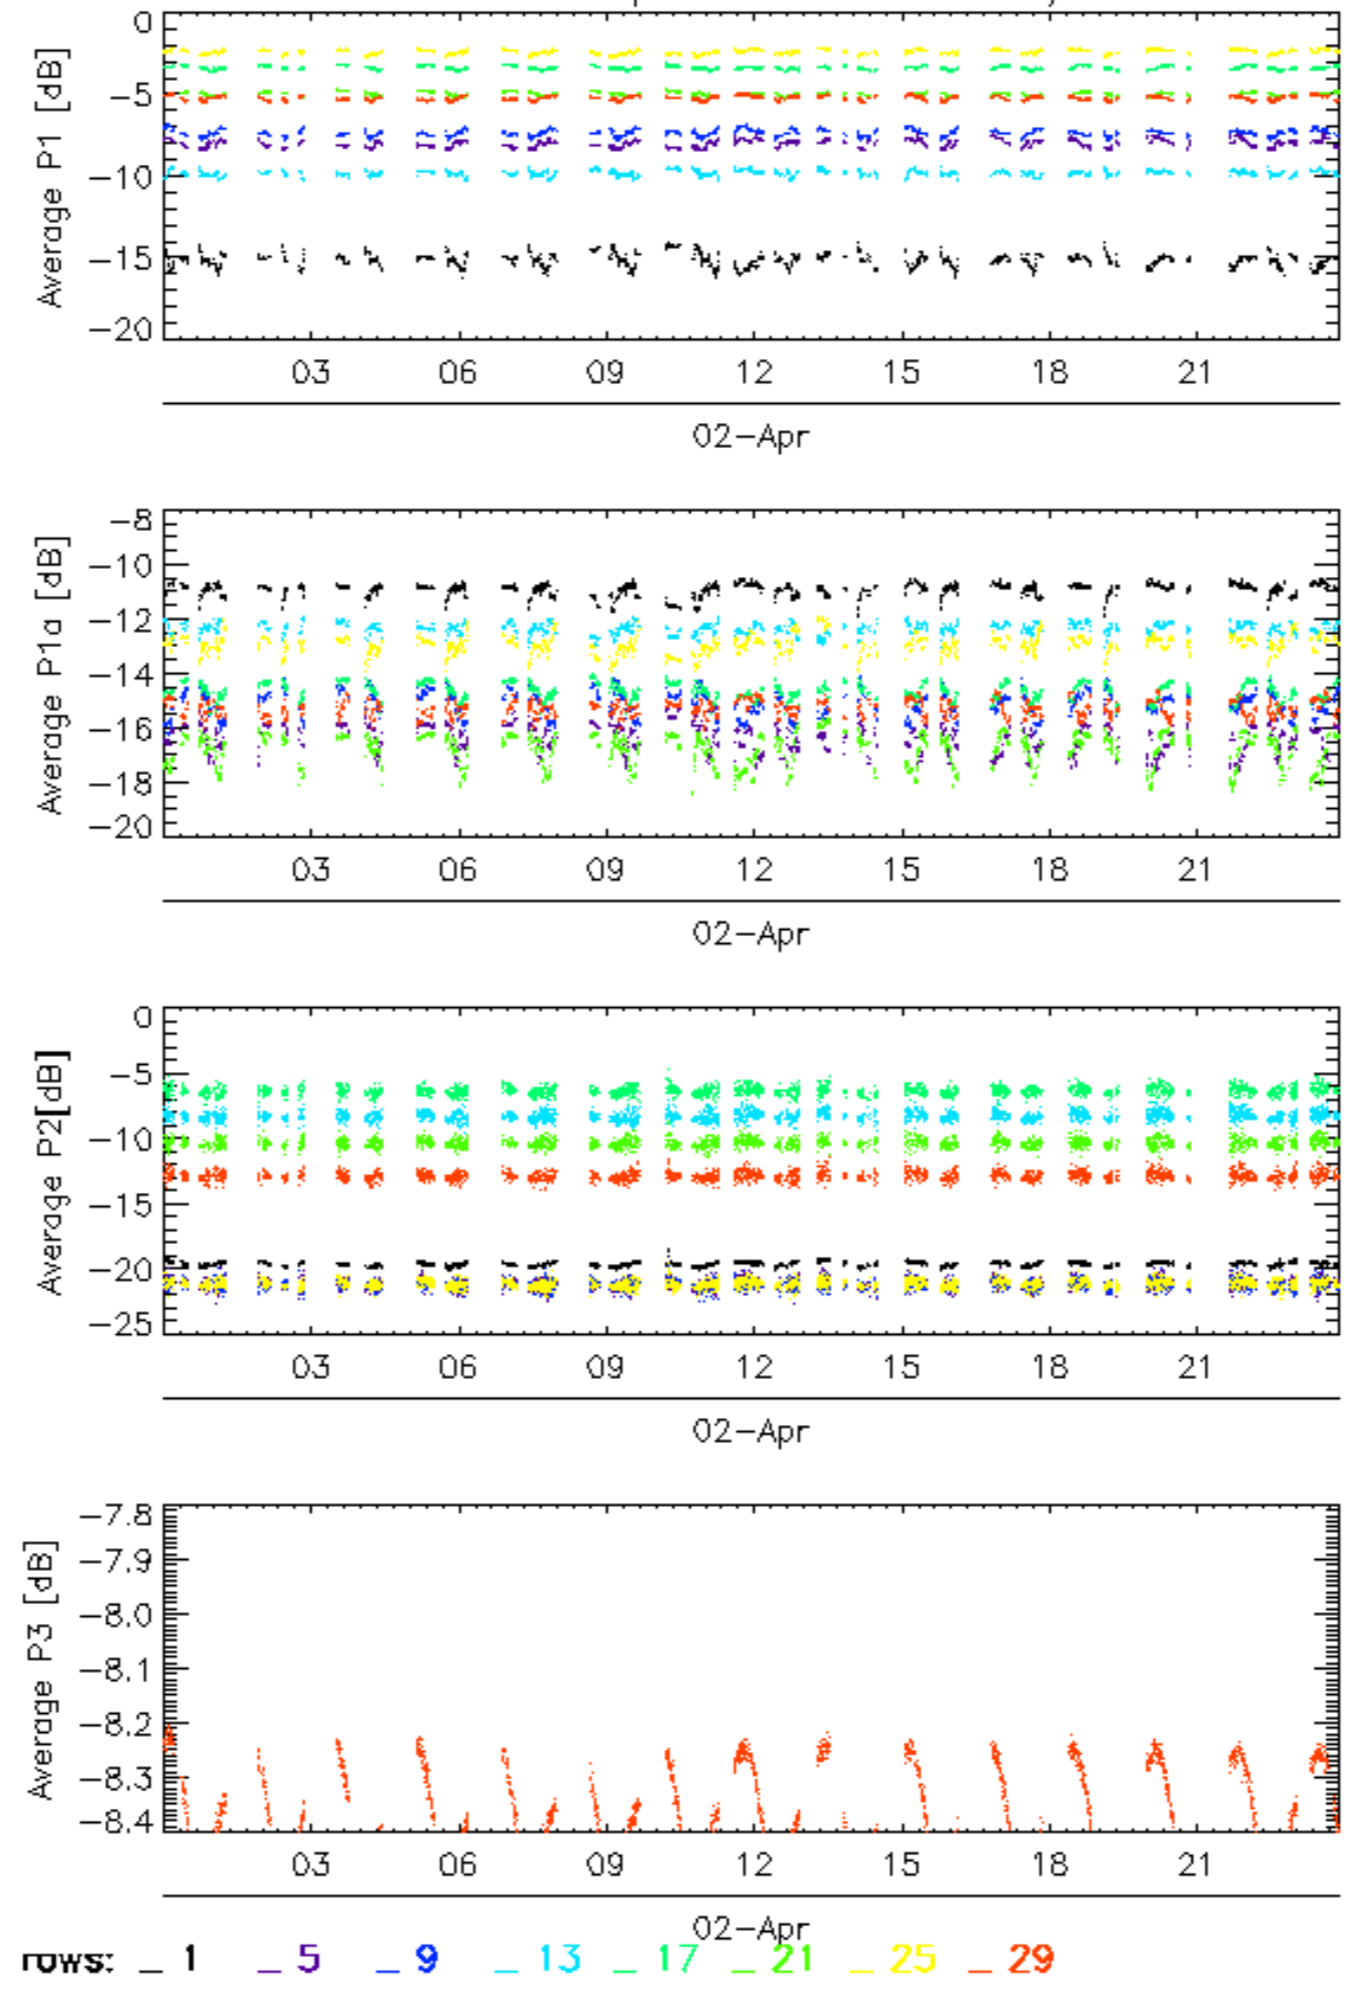 Average P1 [dB]
0
−5
−10
−15
−20
03 06 09 12 15 18 21
02−Apr
Average P1a [dB]
−8
−10
−12
−14
−16
−18
−20
03 06 09 12 15 18 21
02−Apr
Average P2[dB]
0
−5
−10
−15
−20
−25
03 06 09 12 15 18 21
02−Apr
Average P3 [dB]
−7.8
−7.9
−8.0
−8.1
−8.2
−8.3
−8.4
03 06 09 12 15 18 21
02−Apr
rows: _ 1 _ 5 _ 9 _ 13 _ 17 _ 21 _ 25 _ 29